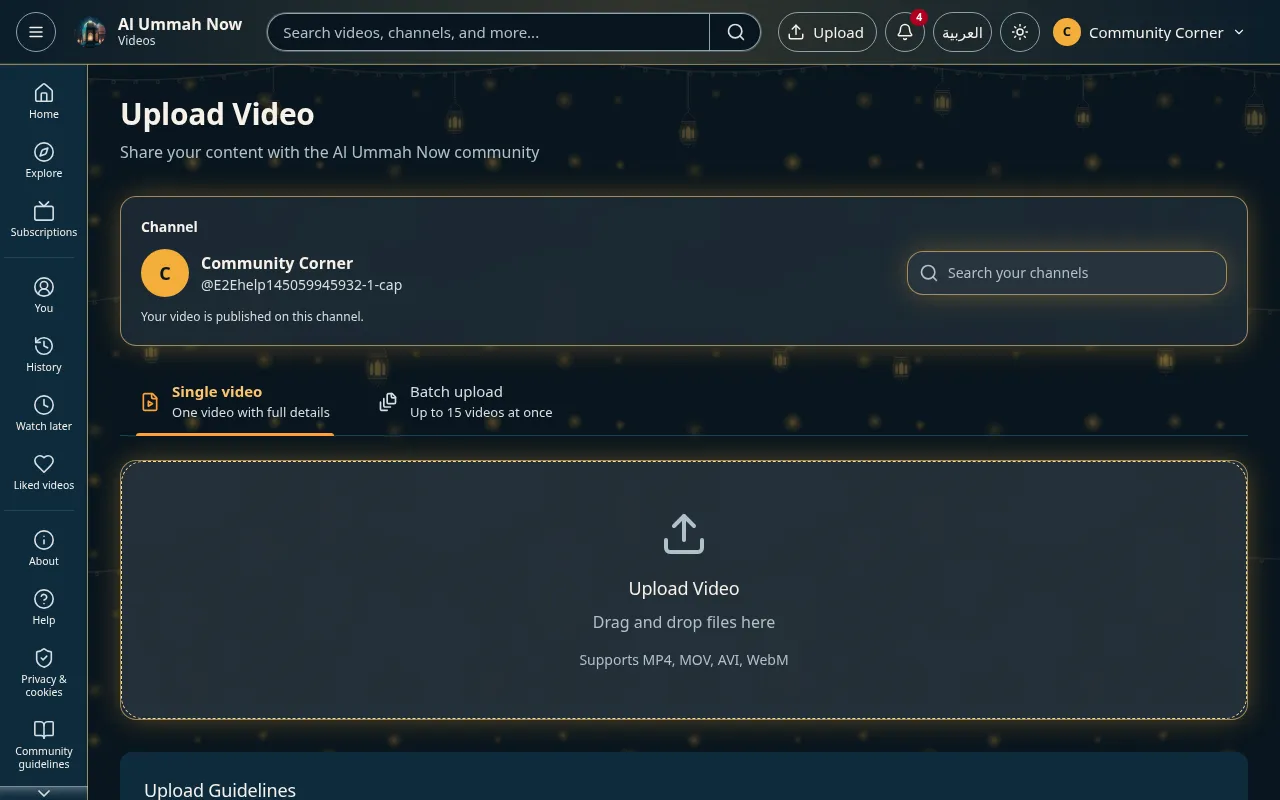 Al Ummah Now
Videos
Search videos, channels, and more...
Upload
4
العربية
C
Community Corner
Home
Explore
Subscriptions
You
History
Watch later
Liked videos
About
Help
Privacy &
cookies
Community
guidelines
Upload Video
Share your content with the Al Ummah Now community
Channel
C
Community Corner
@E2Ehelp145059945932-1-cap
Search your channels
Your video is published on this channel.
Single video
One video with full details
Batch upload
Up to 15 videos at once
Upload Video
Drag and drop files here
Supports MP4, MOV, AVI, WebM
Upload Guidelines